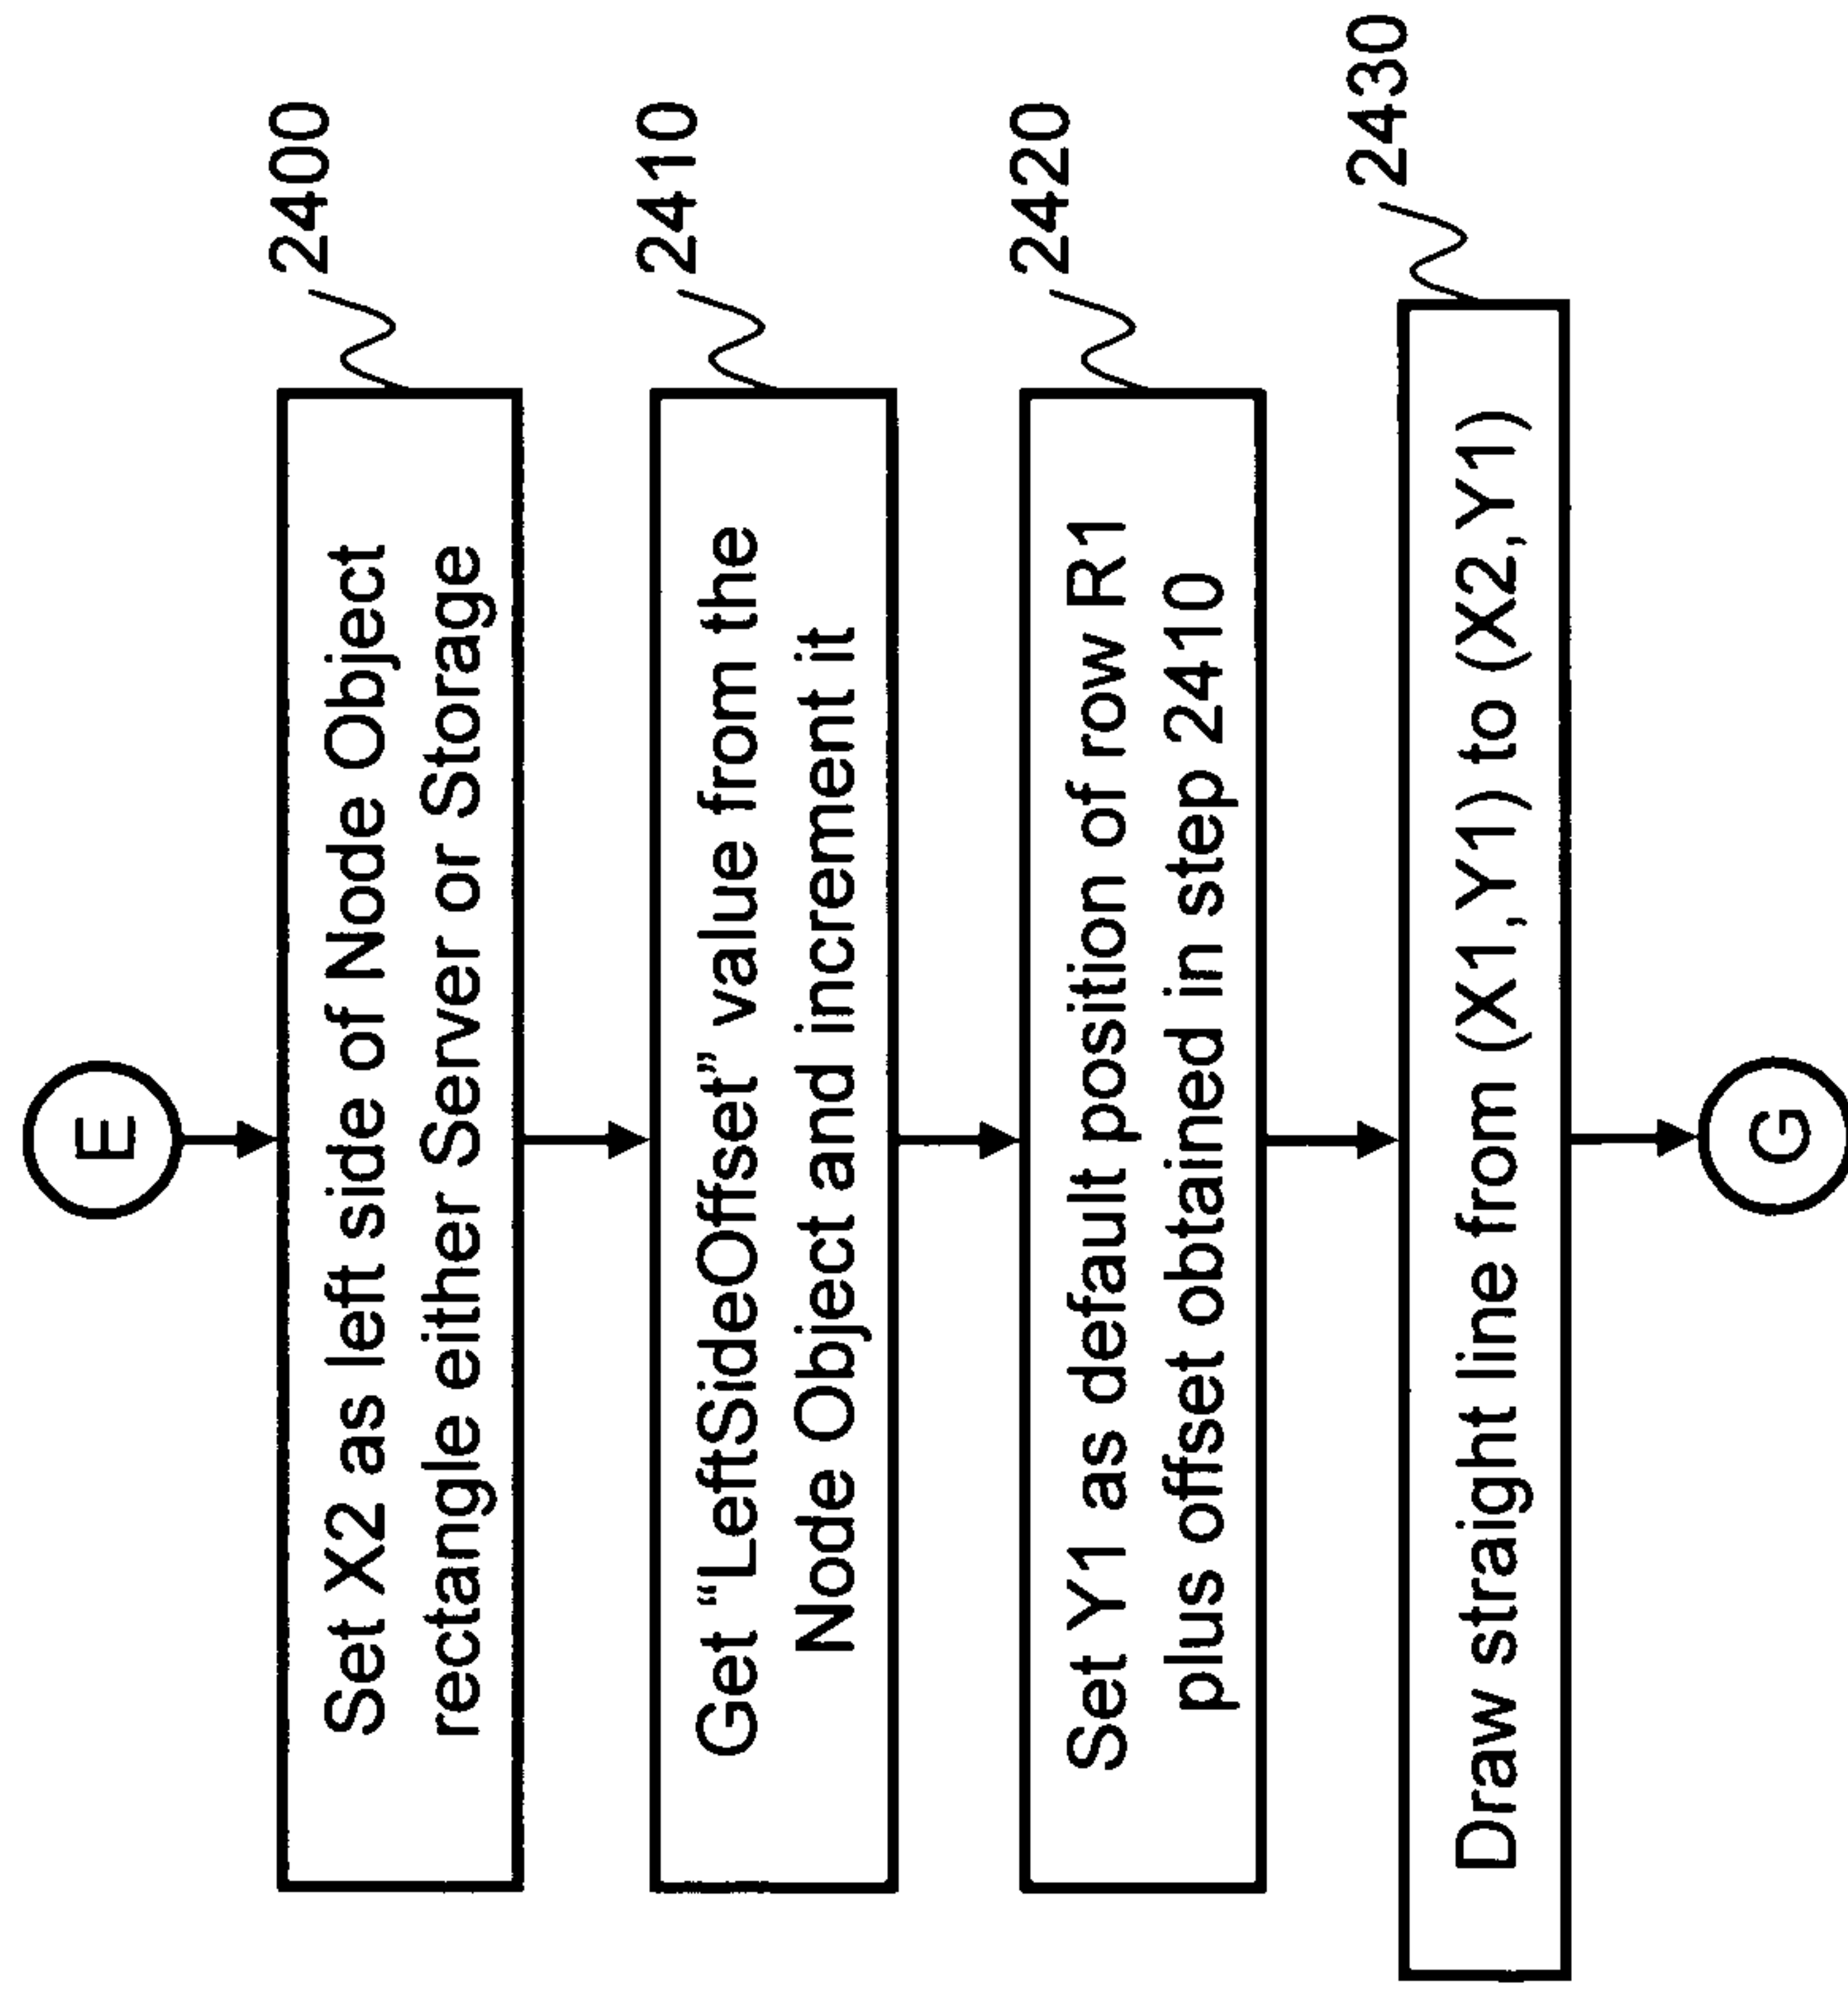 E
2400
Set X2 as left side of Node Object
rectangle either Server or Storage
2410
Get “LeftSideOffset” value from the
Node Object and increment it
2420
Set Y1 as default position of row R1
plus offset obtained in step 2410
2430
Draw straight line from (X1,Y1) to (X2,Y1)
G